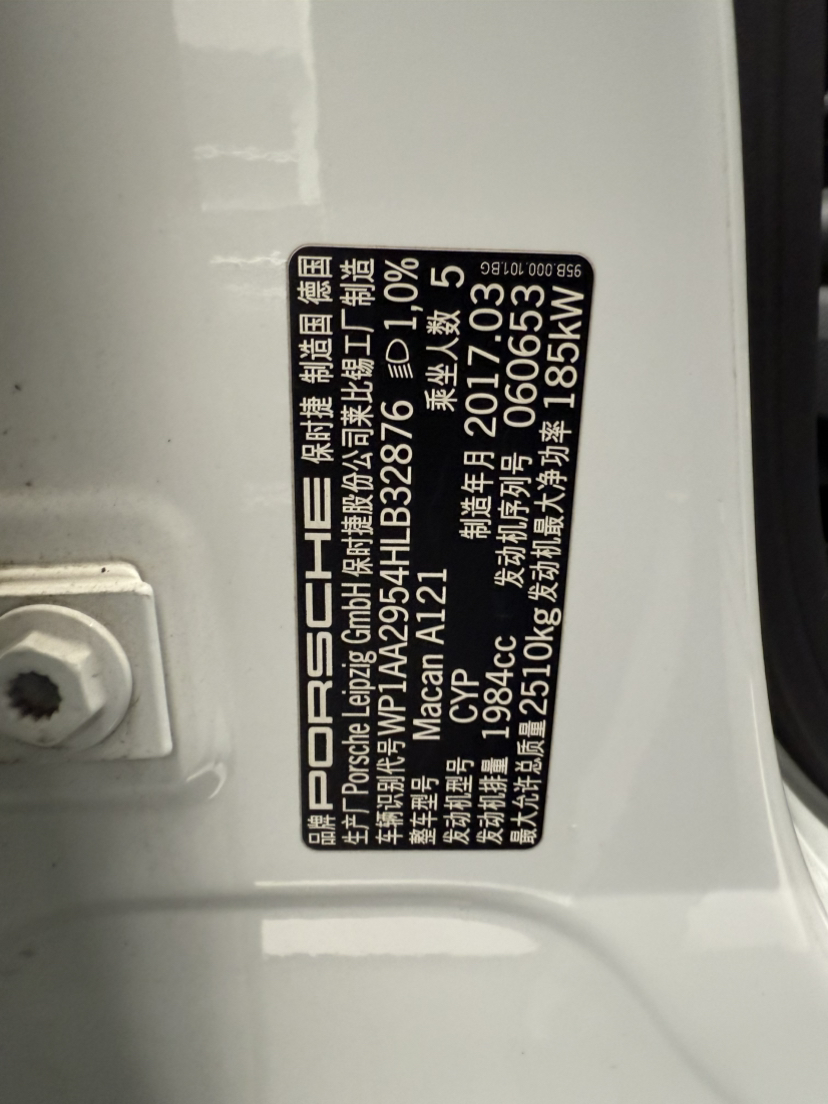 品牌 PORSCHE 保时捷 制造国 德国
生产厂 Porsche Leipzig GmbH 保时捷股份公司莱比锡工厂制造
车辆识别代号 WP1AA2954HLB32876 1,0%
整车型号 Macan A121 乘坐人数 5
发动机型号 CYP 制造年月 2017.03
发动机排量 1984cc 发动机序列号 060653
最大允许总质量 2510kg 发动机最大净功率 185kW
95B.000.101.BG